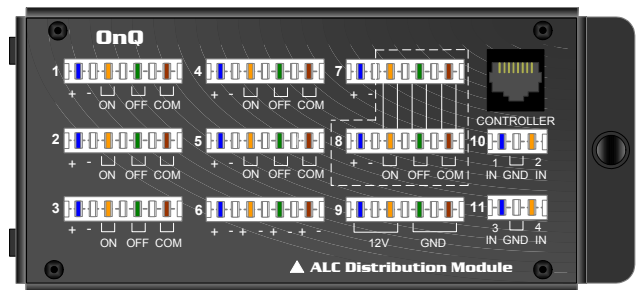 OnQ
1 + - ON OFF COM
4 + - ON OFF COM
7 + -
CONTROLLER
2 + - ON OFF COM
5 + - ON OFF COM
8 + - ON OFF COM
10 1 2
IN GND IN
3 + - ON OFF COM
6 + - + - + - + -
9 12V GND
11 3 4
IN GND IN
ALC Distribution Module